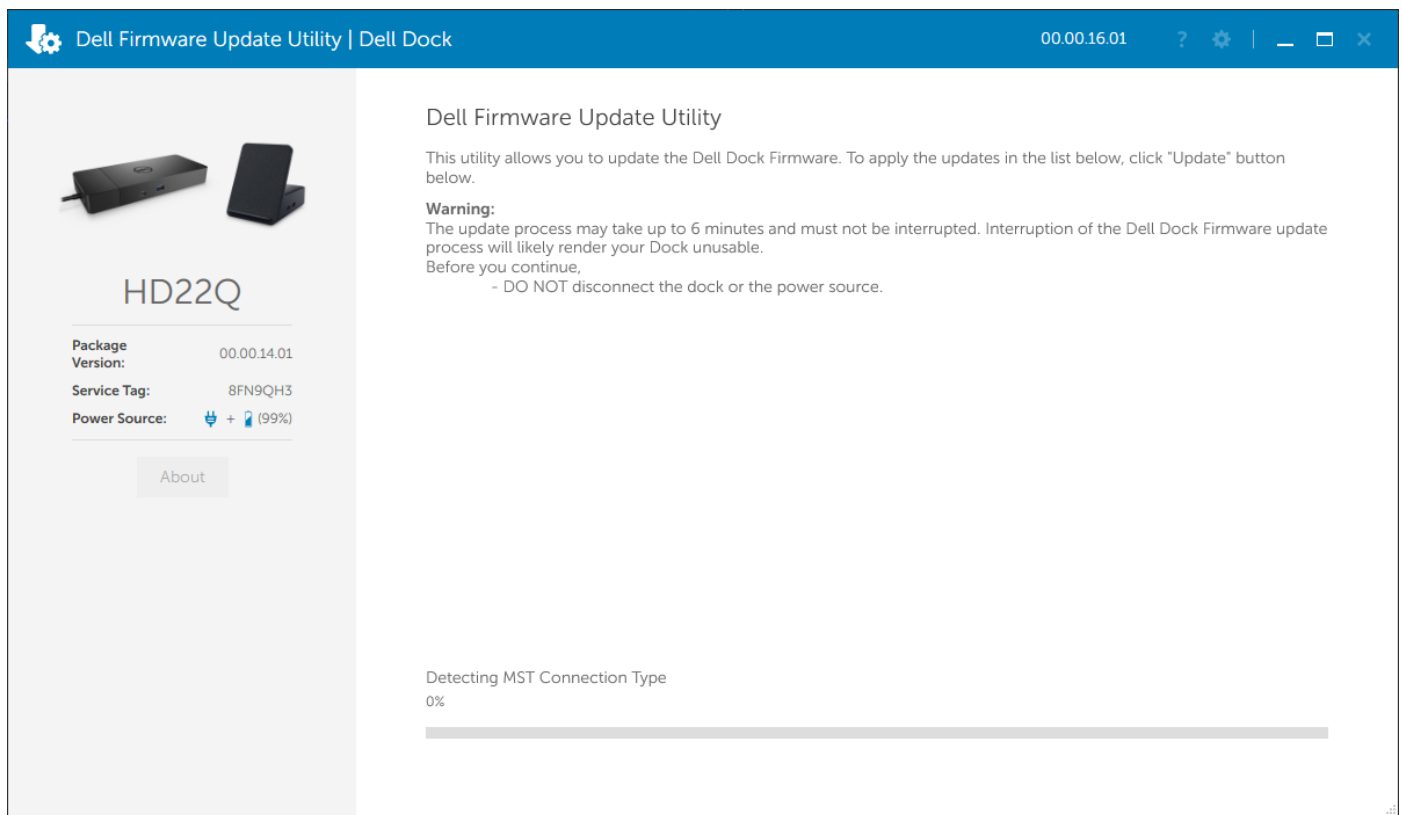 Dell Firmware Update Utility | Dell Dock
00.00.16.01
?
HD22Q
Package
Version:
00.00.14.01
Service Tag: 8FN9QH3
Power Source: + (99%)
About
Dell Firmware Update Utility
This utility allows you to update the Dell Dock Firmware. To apply the updates in the list below, click "Update" button
below.
Warning:
The update process may take up to 6 minutes and must not be interrupted. Interruption of the Dell Dock Firmware update
process will likely render your Dock unusable.
Before you continue,
- DO NOT disconnect the dock or the power source.
Detecting MST Connection Type
0%